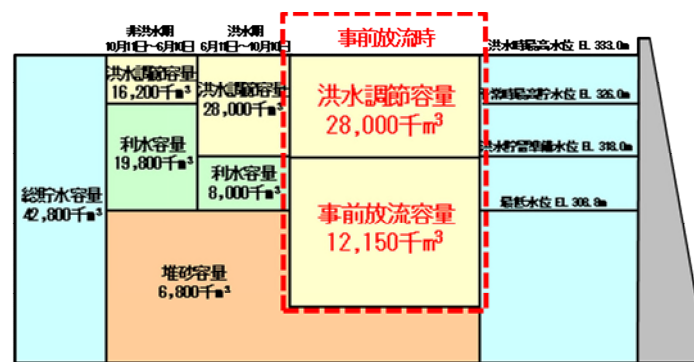 非洪水期
10月11日～6月10日
洪水期
6月11日～10月10日
事前放流時
洪水時最高水位 EL 333.0m
洪水調節容量
16,200千m³
洪水調節容量
28,000千m³
洪水調節容量
28,000千m³
常時最高貯水位 EL 326.0m
利水容量
19,800千m³
洪水貯留準備水位 EL 318.0m
利水容量
8,000千m³
総貯水容量
42,800千m³
事前放流容量
12,150千m³
最低水位 EL 308.8m
堆砂容量
6,800千m³